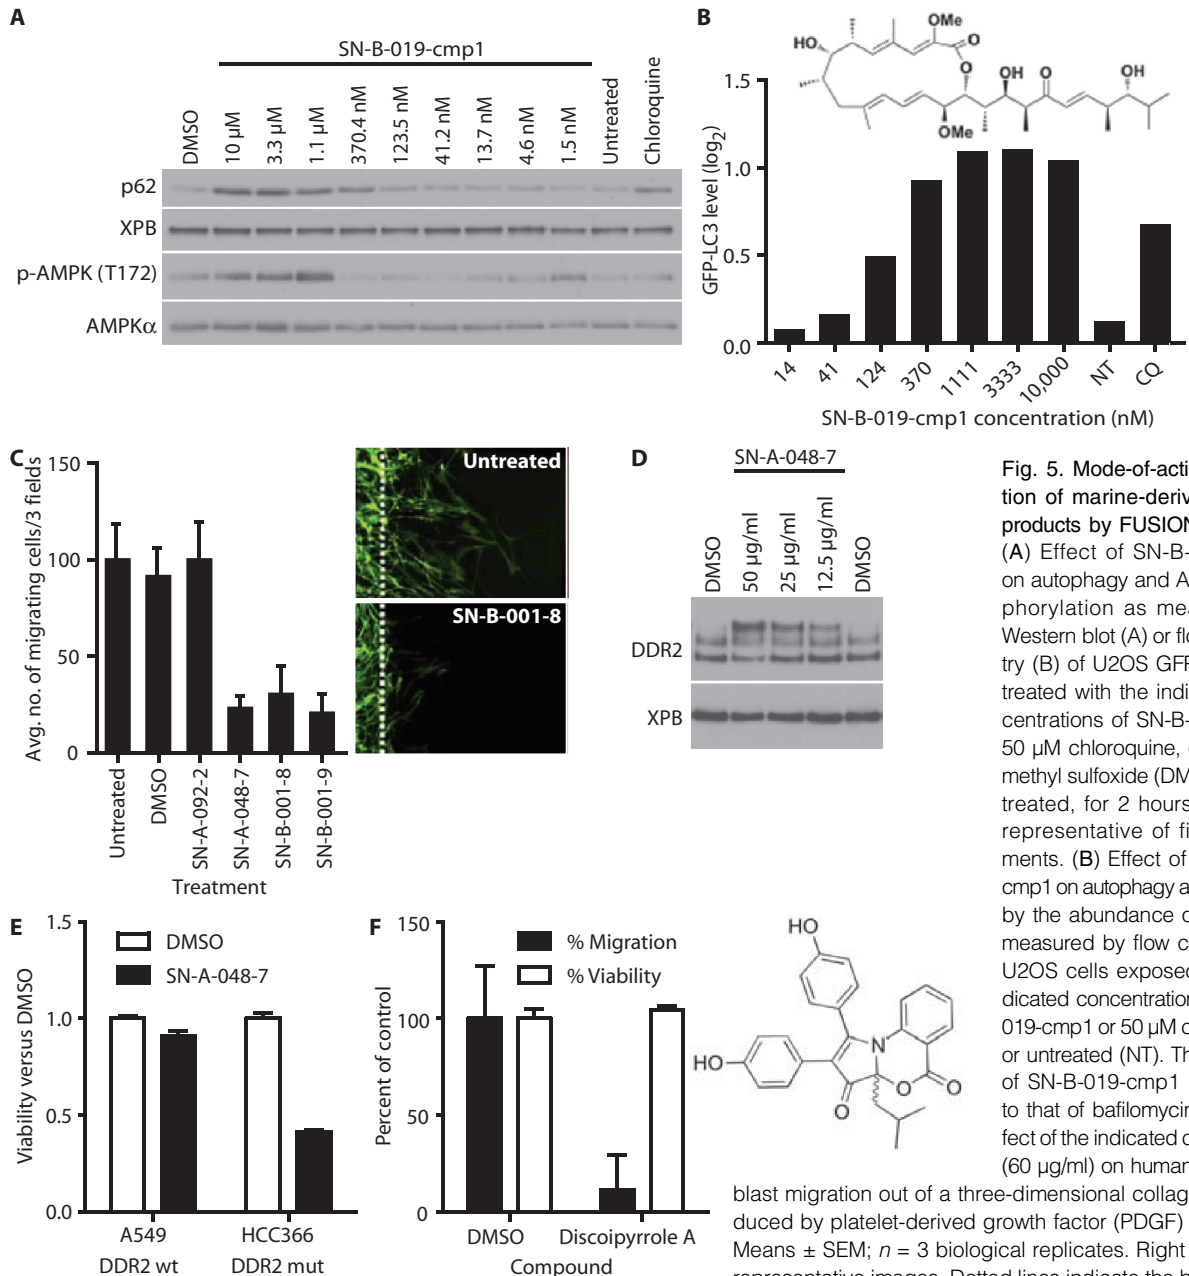 A
SN-B-019-cmp1
DMSO
10 µM
3.3 µM
1.1 µM
370.4 nM
123.5 nM
41.2 nM
13.7 nM
4.6 nM
1.5 nM
Untreated
Chloroquine
p62
XPB
p-AMPK (T172)
AMPKα
B
OMe
HO
O
O
OH
O
OH
OMe
GFP-LC3 level (log2)
1.5
1.0
0.5
0.0
14
41
124
370
1111
3333
10,000
NT
CQ
SN-B-019-cmp1 concentration (nM)
C
Avg. no. of migrating cells/3 fields
150
100
50
0
Untreated
DMSO
SN-A-092-2
SN-A-048-7
SN-B-001-8
SN-B-001-9
Treatment
Untreated
SN-B-001-8
D
SN-A-048-7
DMSO
50 µg/ml
25 µg/ml
12.5 µg/ml
DMSO
DDR2
XPB
E
Viability versus DMSO
1.5
1.0
0.5
0.0
DMSO
SN-A-048-7
A549
DDR2 wt
HCC366
DDR2 mut
F
Percent of control
150
100
50
0
% Migration
% Viability
DMSO
Discoipyrrole A
Compound
HO
HO
N
O
O
O
Fig. 5. Mode-of-acti
tion of marine-deriv
products by FUSION
(A) Effect of SN-B-
on autophagy and A
phorylation as mea
Western blot (A) or flo
try (B) of U2OS GFP
treated with the indi
centrations of SN-B-
50 µM chloroquine,
methyl sulfoxide (DM
treated, for 2 hours
representative of fi
ments. (B) Effect of
cmp1 on autophagy a
by the abundance o
measured by flow c
U2OS cells exposed
dicated concentration
019-cmp1 or 50 µM c
or untreated (NT). Th
of SN-B-019-cmp1
to that of bafilomycin
fect of the indicated c
(60 µg/ml) on human
blast migration out of a three-dimensional collag
duced by platelet-derived growth factor (PDGF)
Means ± SEM; n = 3 biological replicates. Right
representative images. Dotted lines indicate the